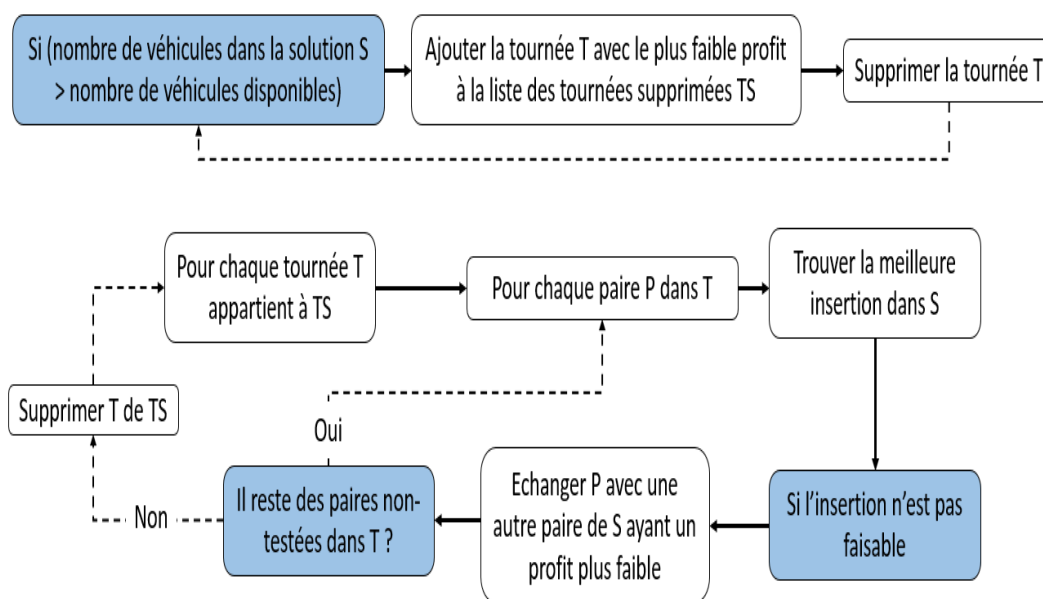 Si (nombre de véhicules dans la solution S
> nombre de véhicules disponibles)
Ajouter la tournée T avec le plus faible profit
à la liste des tournées supprimées TS
Supprimer la tournée T
Pour chaque tournée T
appartient à TS
Pour chaque paire P dans T
Trouver la meilleure
insertion dans S
Supprimer T de TS
Oui
Non
Il reste des paires non-
testées dans T ?
Echanger P avec une
autre paire de S ayant un
profit plus faible
Si l’insertion n’est pas
faisable